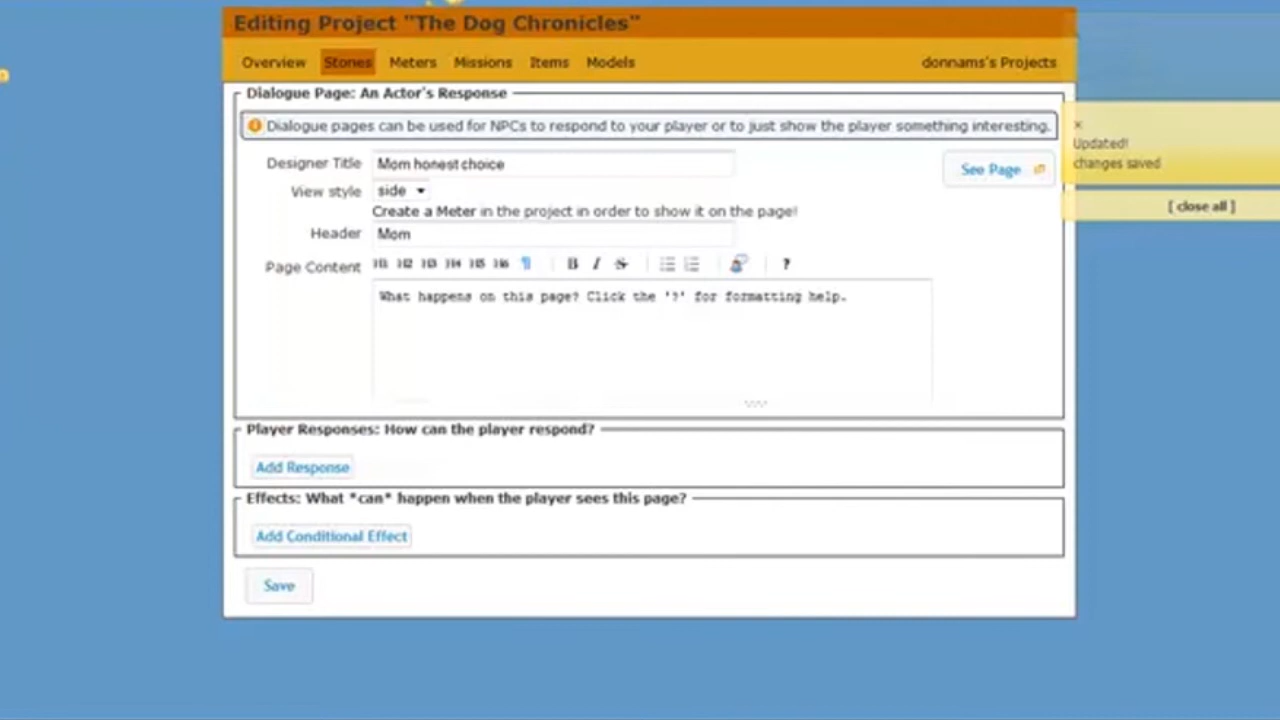 Editing Project "The Dog Chronicles"
Overview Stones Meters Missions Items Models donnams's Projects
Dialogue Page: An Actor's Response
Dialogue pages can be used for NPCs to respond to your player or to just show the player something interesting.
×
Updated!
changes saved
[ close all ]
Designer Title Mom honest choice
See Page
View style side
Create a Meter in the project in order to show it on the page!
Header Mom
Page Content H1 H2 H3 H4 H5 H6 B I S ?
What happens on this page? Click the '?' for formatting help.
Player Responses: How can the player respond?
Add Response
Effects: What *can* happen when the player sees this page?
Add Conditional Effect
Save